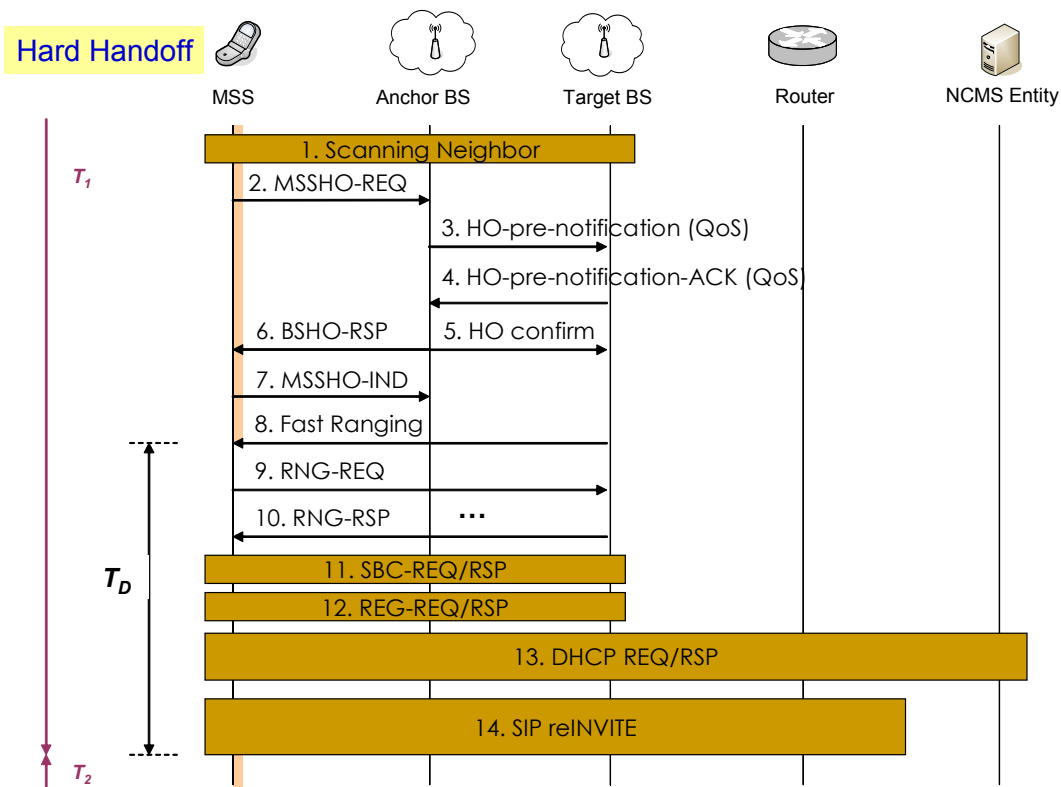 Hard Handoff
MSS
Anchor BS
Target BS
Router
NCMS Entity
1. Scanning Neighbor
T1
2. MSSHO-REQ
3. HO-pre-notification (QoS)
4. HO-pre-notification-ACK (QoS)
6. BSHO-RSP
5. HO confirm
7. MSSHO-IND
8. Fast Ranging
9. RNG-REQ
10. RNG-RSP
...
11. SBC-REQ/RSP
TD
12. REG-REQ/RSP
13. DHCP REQ/RSP
14. SIP reINVITE
T2